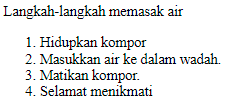 Langkah-langkah memasak air
1. Hidupkan kompor
2. Masukkan air ke dalam wadah.
3. Matikan kompor.
4. Selamat menikmati